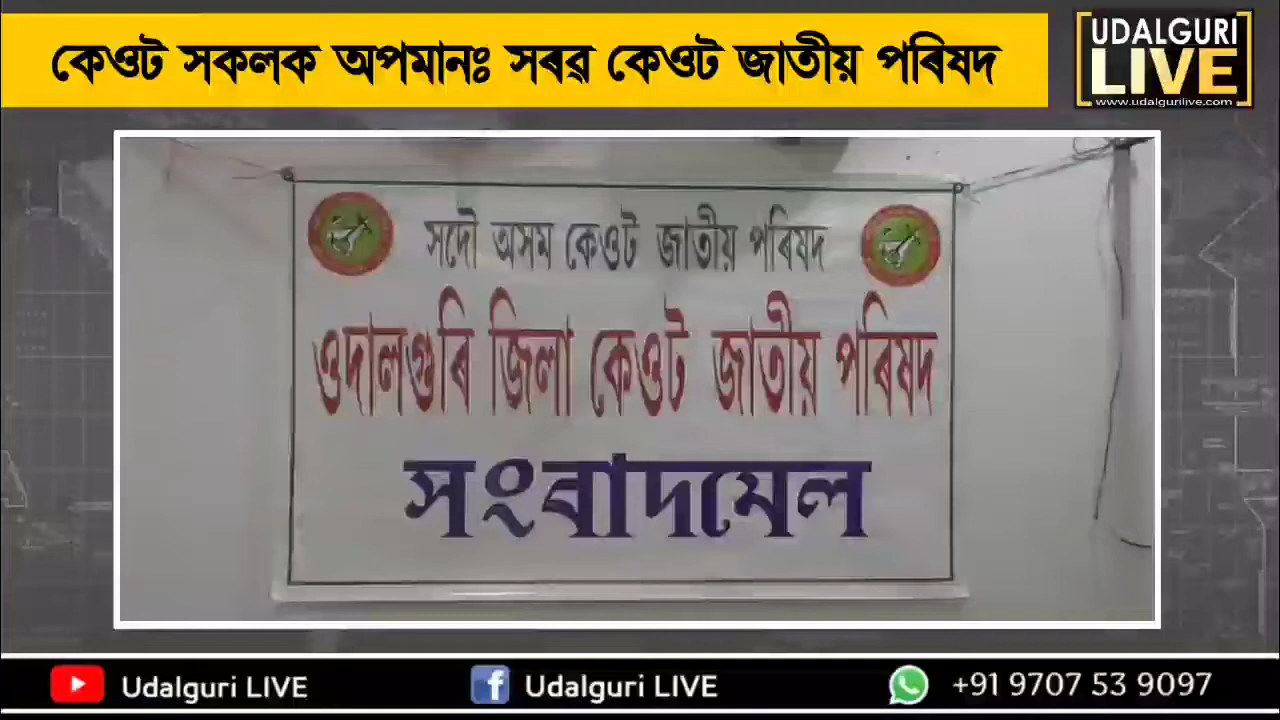 কেওট সকলক অপমানঃ সৰৱ কেওট জাতীয় পৰিষদ
UDALGURI
LIVE
www.udalgurilive.com
সদৌ অসম কেওট জাতীয় পৰিষদ
ওদালগুৰি জিলা কেওট জাতীয় পৰিষদ
সংবাদমেল
Udalguri LIVE
Udalguri LIVE
+91 9707 53 9097